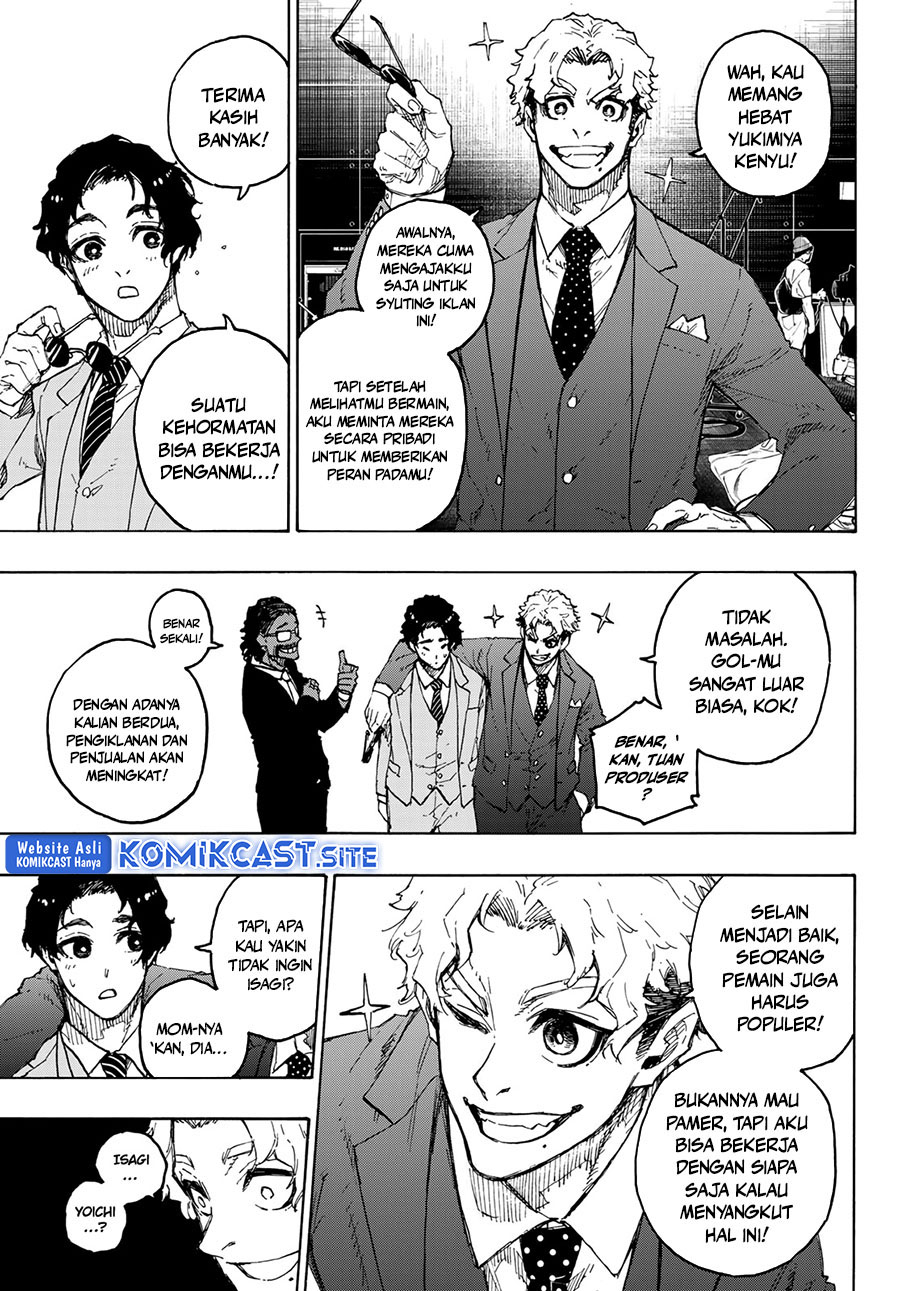 WAH, KAU
MEMANG
HEBAT
YUKIMIYA
KENYU!
AWALNYA,
MEREKA CUMA
MENGAJAKKU
SAJA UNTUK
SYUTING IKLAN
INI!
TAPI SETELAH
MELIHATMU BERMAIN,
AKU MEMINTA MEREKA
SECARA PRIBADI
UNTUK MEMBERIKAN
PERAN PADAMU!
TERIMA
KASIH
BANYAK!
SUATU
KEHORMATAN
BISA BEKERJA
DENGANMU...!
TIDAK
MASALAH.
GOL-MU
SANGAT LUAR
BIASA, KOK!
BENAR, '
KAN, TUAN
PRODUSER
?
BENAR
SEKALI!
DENGAN ADANYA
KALIAN BERDUA,
PENGIKLANAN DAN
PENJUALAN AKAN
MENINGKAT!
Website Asli
KOMIKCAST Hanya
KOMIKCAST.SITE
SELAIN
MENJADI BAIK,
SEORANG
PEMAIN JUGA
HARUS
POPULER!
BUKANNYA MAU
PAMER, TAPI AKU
BISA BEKERJA
DENGAN SIAPA
SAJA KALAU
MENYANGKUT
HAL INI!
TAPI, APA
KAU YAKIN
TIDAK INGIN
ISAGI?
MOM-NYA
'KAN, DIA...
ISAGI
...
YOICHI
...?